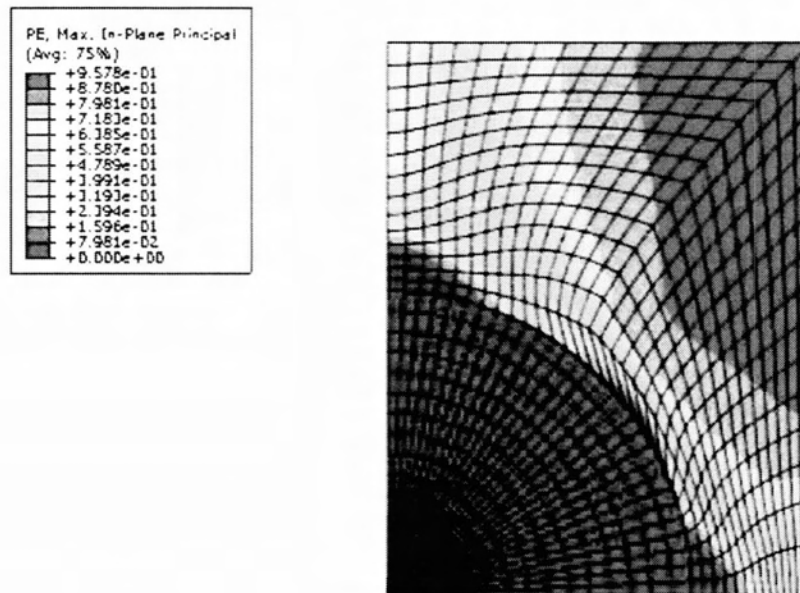 PE, Max. In-Plane Principal
(Avg: 75%)
+9.578e-01
+8.780e-01
+7.981e-01
+7.183e-01
+6.385e-01
+5.587e-01
+4.789e-01
+3.991e-01
+3.193e-01
+2.394e-01
+1.596e-01
+7.981e-02
+0.000e+00